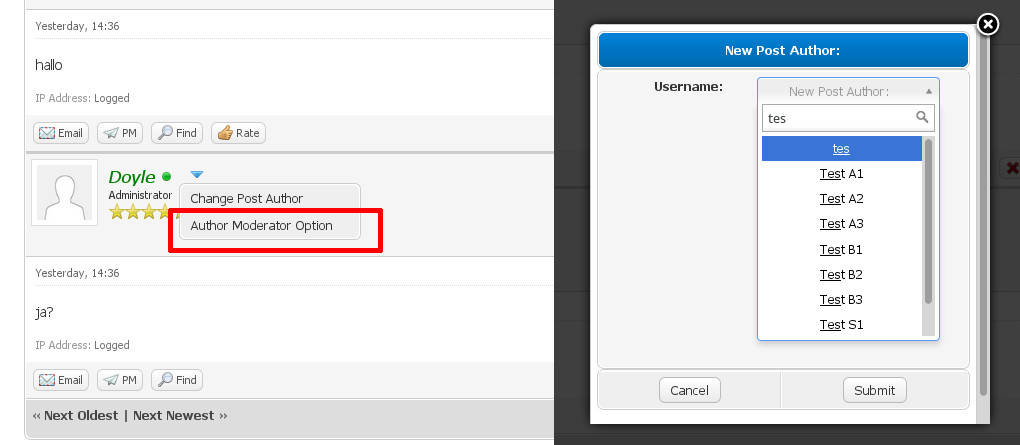 Yesterday, 14:36
hallo
IP Address: Logged
Email PM Find Rate
Doyle
Administrator
Change Post Author
Author Moderator Option
Yesterday, 14:36
ja?
IP Address: Logged
Email PM Find
« Next Oldest | Next Newest »
New Post Author:
Username:
New Post Author:
tes
tes
Test A1
Test A2
Test A3
Test B1
Test B2
Test B3
Test S1
Cancel Submit